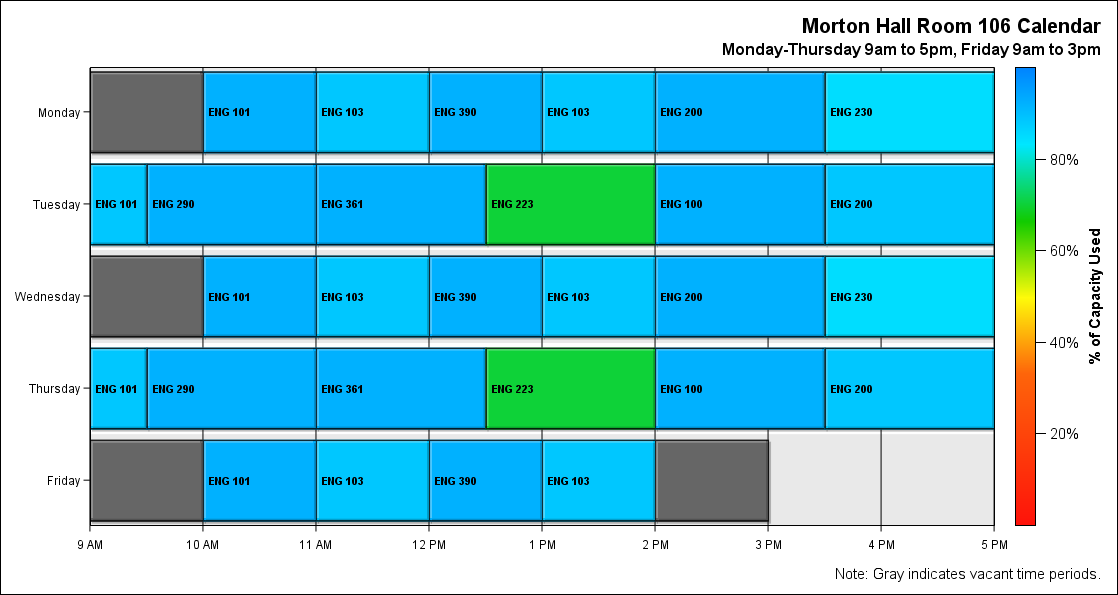 Morton Hall Room 106 Calendar
Monday-Thursday 9am to 5pm, Friday 9am to 3pm
Monday
ENG 101 ENG 103 ENG 390 ENG 103 ENG 200 ENG 230
Tuesday
ENG 101 ENG 290 ENG 361 ENG 223 ENG 100 ENG 200
Wednesday
ENG 101 ENG 103 ENG 390 ENG 103 ENG 200 ENG 230
Thursday
ENG 101 ENG 290 ENG 361 ENG 223 ENG 100 ENG 200
Friday
ENG 101 ENG 103 ENG 390 ENG 103
9 AM 10 AM 11 AM 12 PM 1 PM 2 PM 3 PM 4 PM 5 PM
80%
60%
40%
20%
% of Capacity Used
Note: Gray indicates vacant time periods.